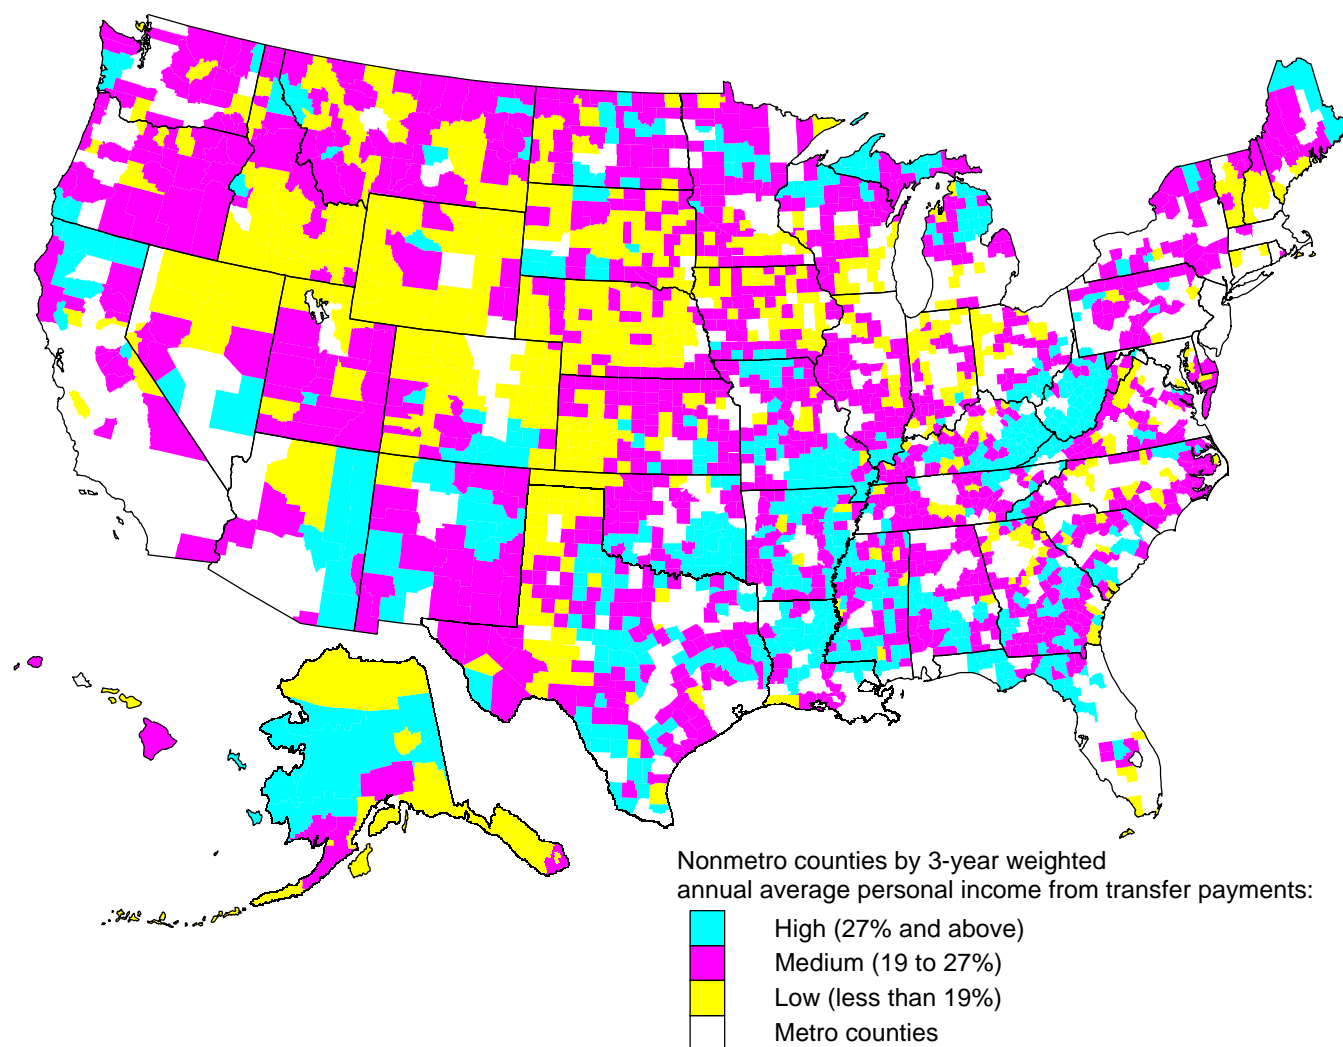 Nonmetro counties by 3-year weighted
annual average personal income from transfer payments:
High (27% and above)
Medium (19 to 27%)
Low (less than 19%)
Metro counties